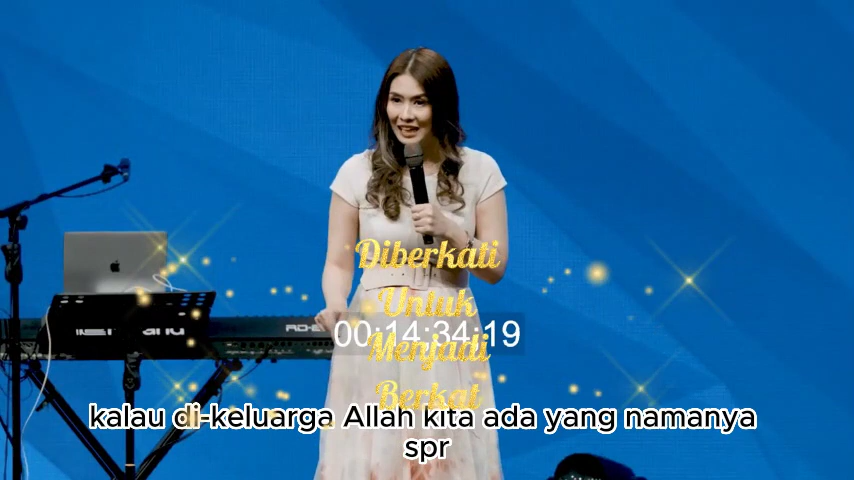 Diberkati
Untuk
00:14:34:19
Menjadi
Berkat
kalau di-keluarga Allah kita ada yang namanya
spr